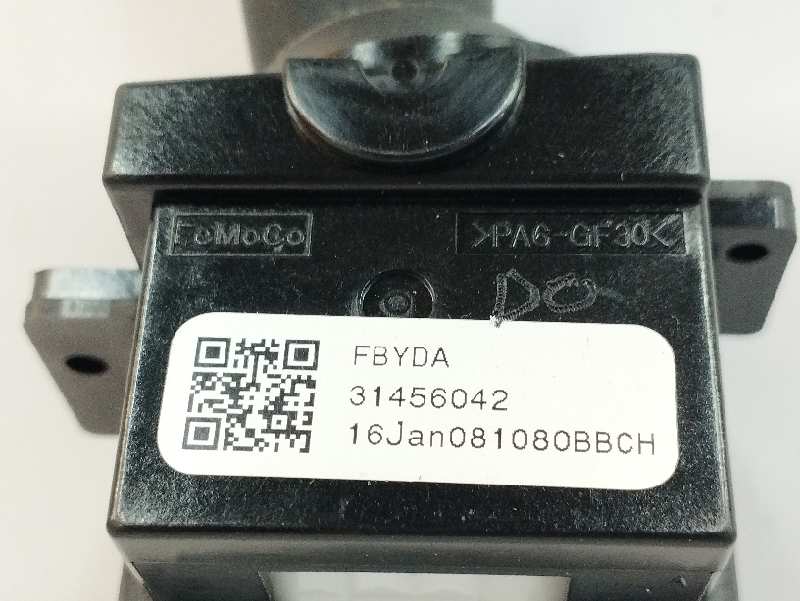 FoMoCo
>PA6-GF30<
FBYDA
31456042
16Jan081080BBCH